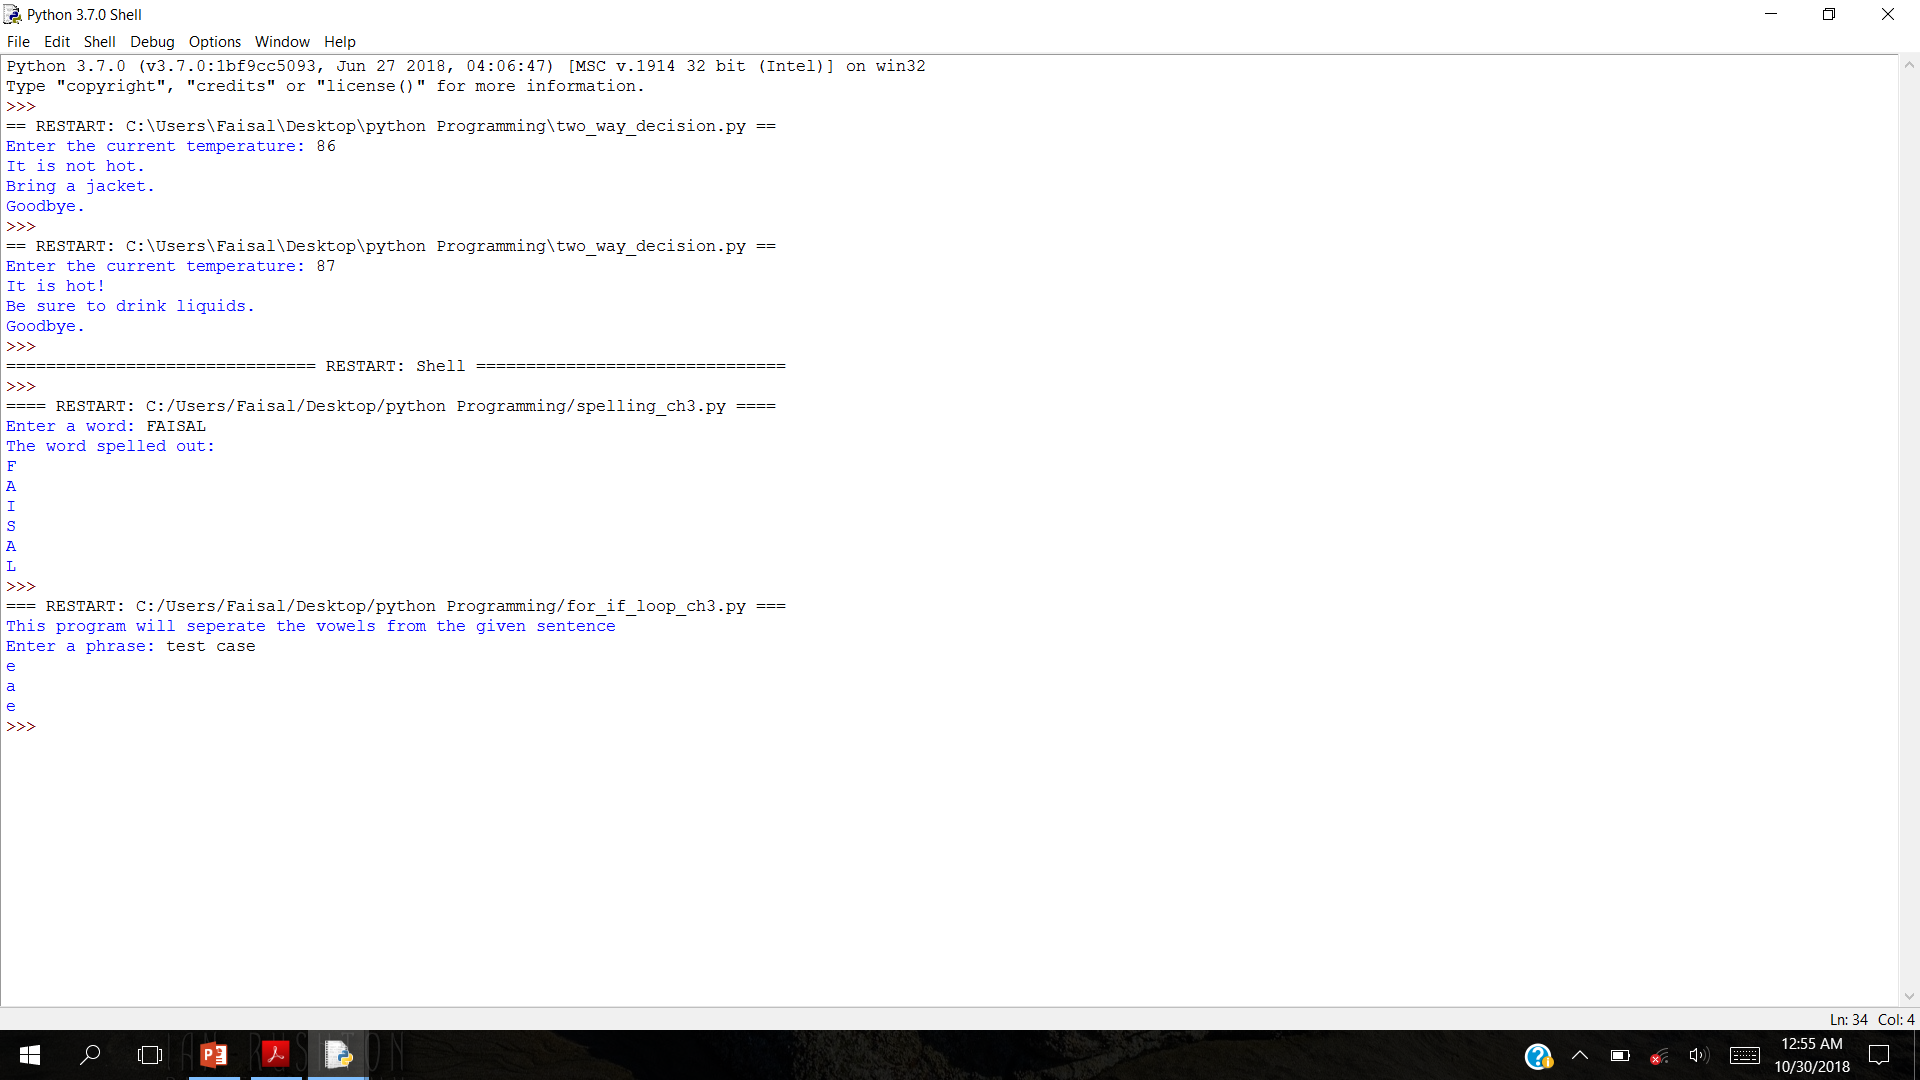 Python 3.7.0 Shell
File Edit Shell Debug Options Window Help
Python 3.7.0 (v3.7.0:1bf9cc5093, Jun 27 2018, 04:06:47) [MSC v.1914 32 bit (Intel)] on win32
Type "copyright", "credits" or "license()" for more information.
>>>
== RESTART: C:\Users\Faisal\Desktop\python Programming\two_way_decision.py ==
Enter the current temperature: 86
It is not hot.
Bring a jacket.
Goodbye.
>>>
== RESTART: C:\Users\Faisal\Desktop\python Programming\two_way_decision.py ==
Enter the current temperature: 87
It is hot!
Be sure to drink liquids.
Goodbye.
>>>
=============================== RESTART: Shell ===============================
>>>
==== RESTART: C:/Users/Faisal/Desktop/python Programming/spelling_ch3.py ====
Enter a word: FAISAL
The word spelled out:
F
A
I
S
A
L
>>>
=== RESTART: C:/Users/Faisal/Desktop/python Programming/for_if_loop_ch3.py ===
This program will seperate the vowels from the given sentence
Enter a phrase: test case
e
a
e
>>>
Ln: 34 Col: 4
12:55 AM
10/30/2018